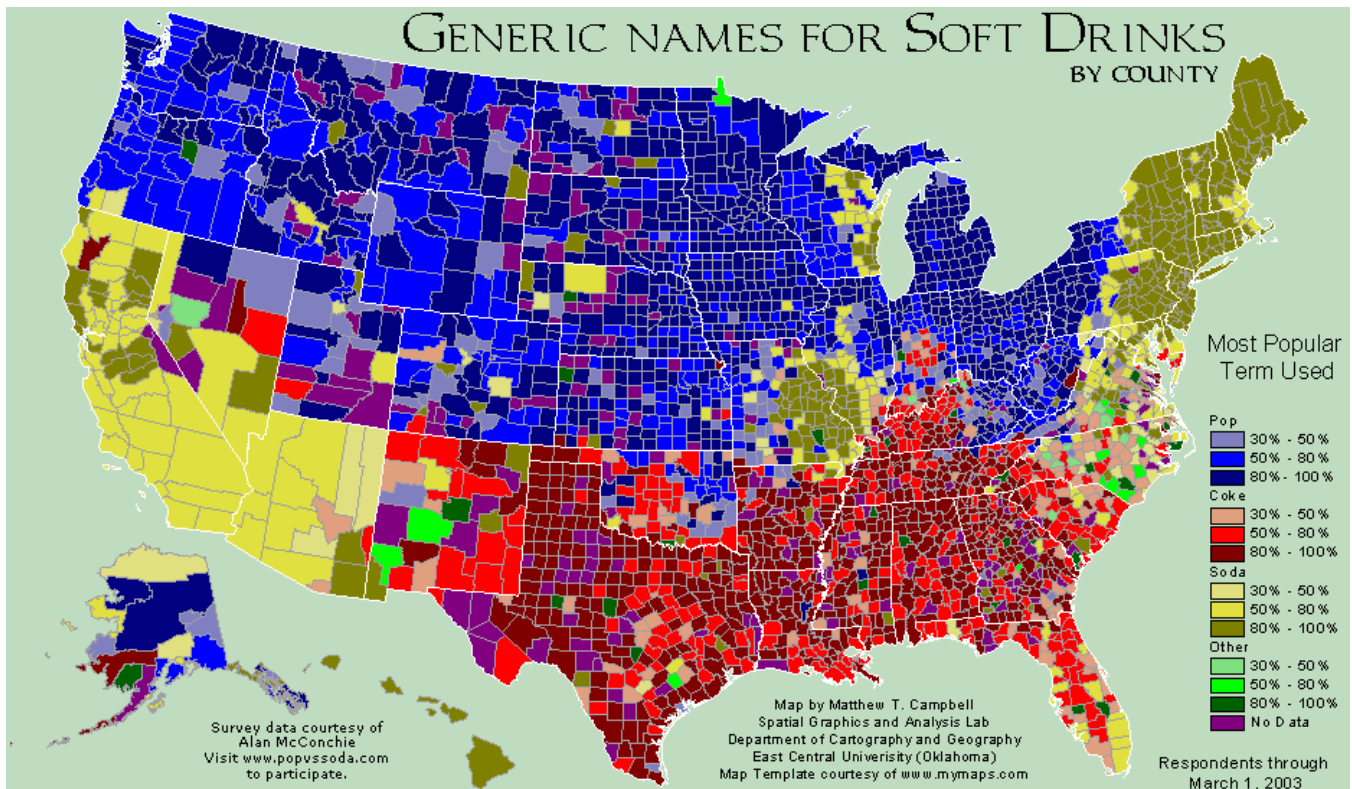 GENERIC NAMES FOR SOFT DRINKS
BY COUNTY
Most Popular
Term Used
Pop
30% - 50%
50% - 80%
80% - 100%
Coke
30% - 50%
50% - 80%
80% - 100%
Soda
30% - 50%
50% - 80%
80% - 100%
Other
30% - 50%
50% - 80%
80% - 100%
No Data
Survey data courtesy of
Alan McConchie
Visit www.popvssoda.com
to participate.
Map by Matthew T. Campbell
Spatial Graphics and Analysis Lab
Department of Cartography and Geography
East Central Univerisity (Oklahoma)
Map Template courtesy of www.mymaps.com
Respondents through
March 1, 2003